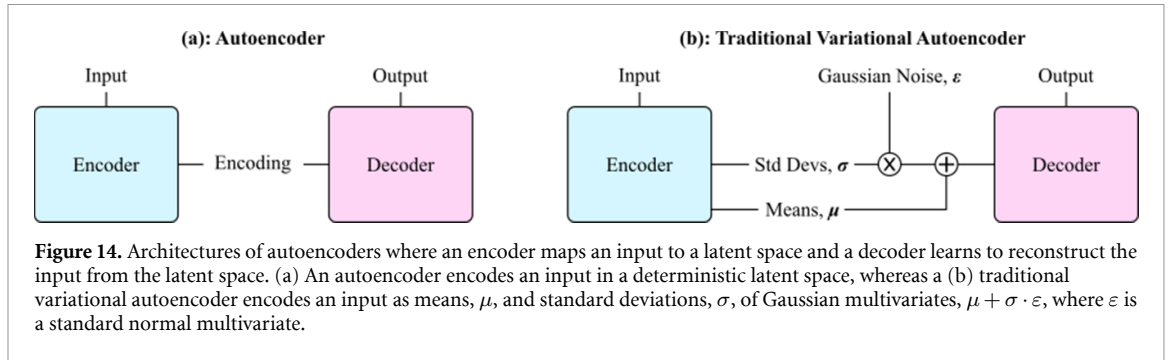 (a): Autoencoder
Input
Output
Encoder
Encoding
Decoder
(b): Traditional Variational Autoencoder
Input
Gaussian Noise, ε
Output
Encoder
Std Devs, σ
Means, μ
Decoder
Figure 14. Architectures of autoencoders where an encoder maps an input to a latent space and a decoder learns to reconstruct the
input from the latent space. (a) An autoencoder encodes an input in a deterministic latent space, whereas a (b) traditional
variational autoencoder encodes an input as means, μ, and standard deviations, σ, of Gaussian multivariates, μ + σ · ε, where ε is
a standard normal multivariate.